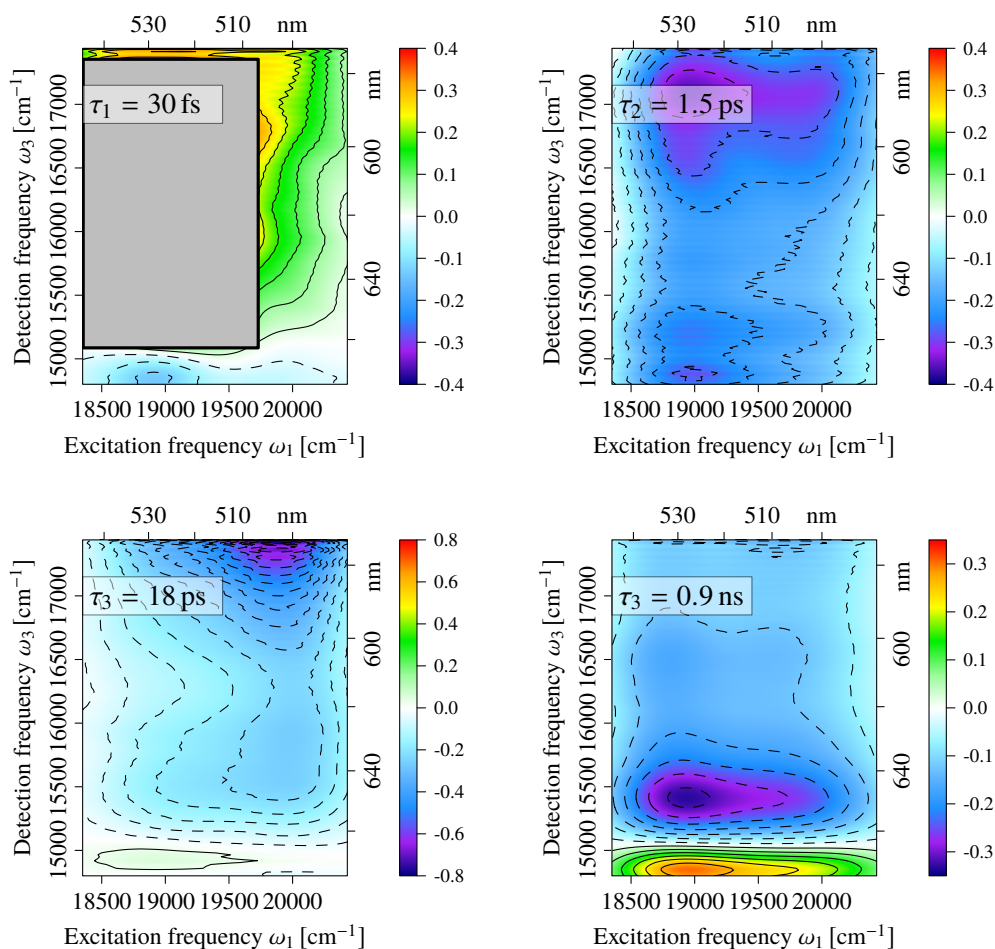 530 510 nm
Detection frequency ω₃ [cm⁻¹]
17000
16500
16000
15500
15000
τ₁ = 30 fs
0.4
0.3
0.2
0.1
0.0
-0.1
-0.2
-0.3
-0.4
18500 19000 19500 20000
Excitation frequency ω₁ [cm⁻¹]
530 510 nm
Detection frequency ω₃ [cm⁻¹]
17000
16500
16000
15500
15000
τ₂ = 1.5 ps
nm
600
640
0.4
0.3
0.2
0.1
0.0
-0.1
-0.2
-0.3
-0.4
18500 19000 19500 20000
Excitation frequency ω₁ [cm⁻¹]
nm
600
640
530 510 nm
Detection frequency ω₃ [cm⁻¹]
17000
16500
16000
15500
15000
τ₃ = 18 ps
nm
600
640
0.8
0.6
0.4
0.2
0.0
-0.2
-0.4
-0.6
-0.8
18500 19000 19500 20000
Excitation frequency ω₁ [cm⁻¹]
530 510 nm
Detection frequency ω₃ [cm⁻¹]
17000
16500
16000
15500
15000
τ₃ = 0.9 ns
nm
600
640
0.3
0.2
0.1
0.0
-0.1
-0.2
-0.3
18500 19000 19500 20000
Excitation frequency ω₁ [cm⁻¹]